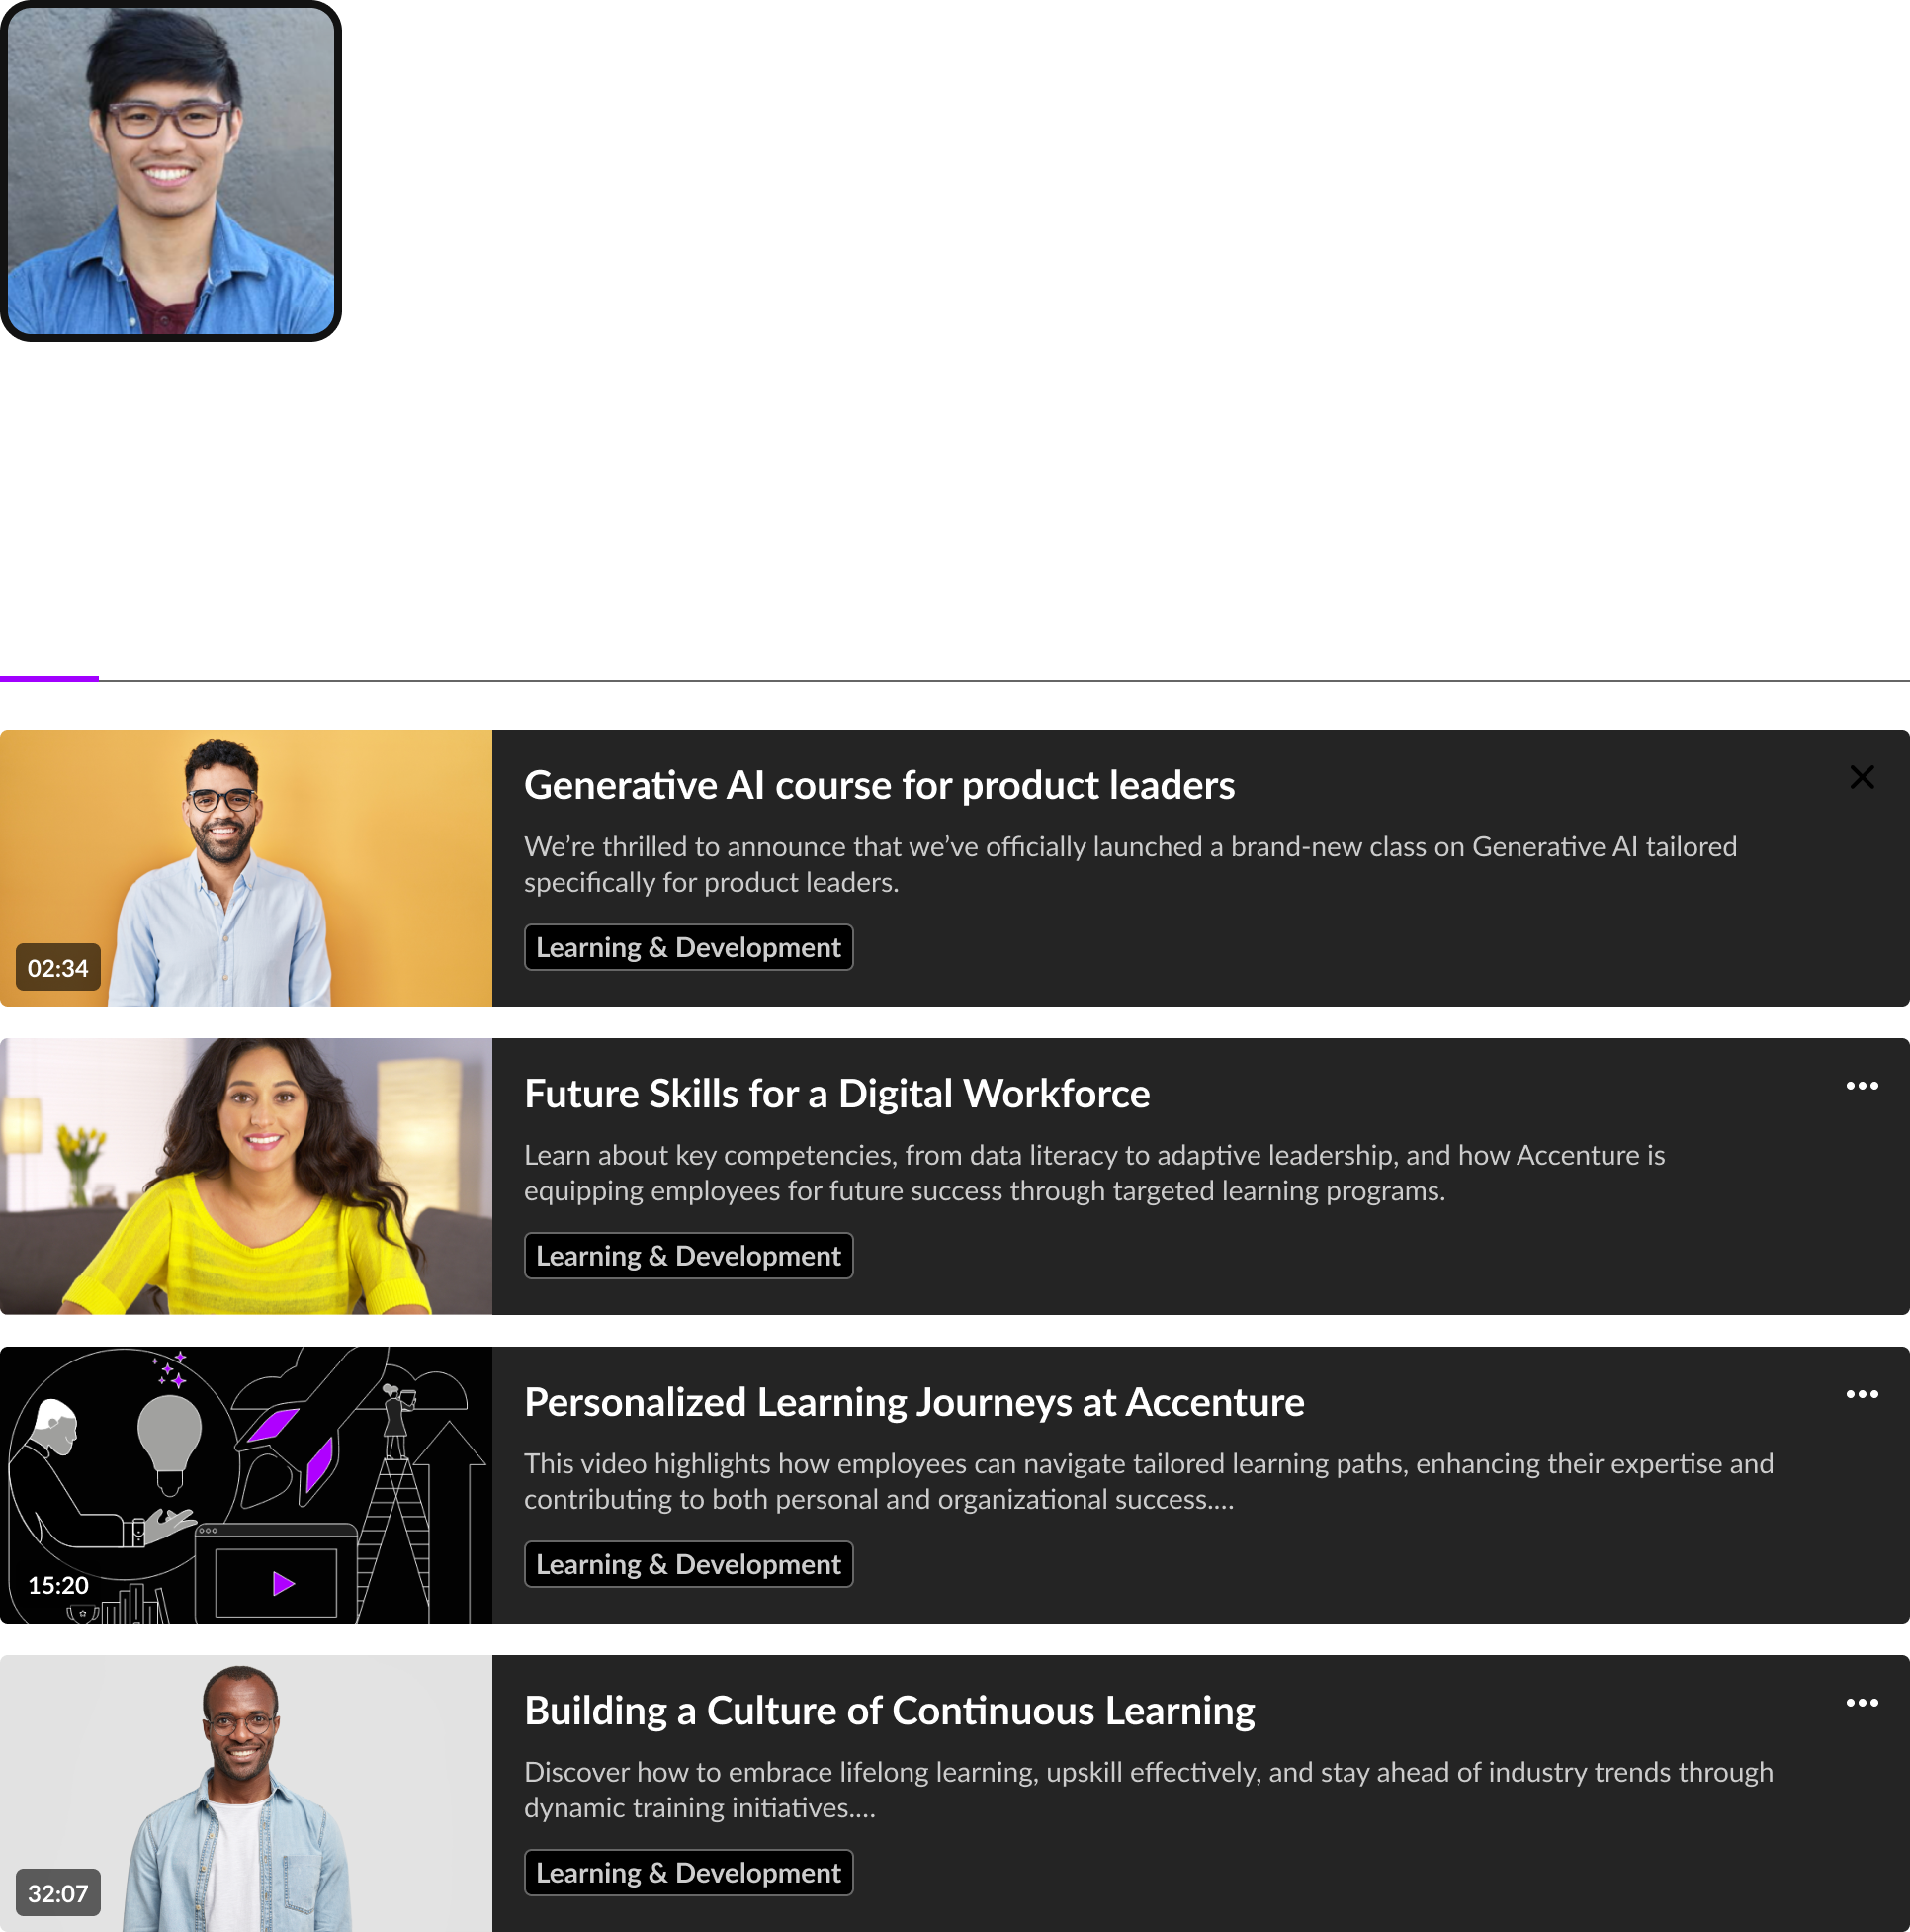 Generative AI course for product leaders
We’re thrilled to announce that we’ve officially launched a brand-new class on Generative AI tailored
specifically for product leaders.
Learning & Development
02:34
Future Skills for a Digital Workforce
Learn about key competencies, from data literacy to adaptive leadership, and how Accenture is
equipping employees for future success through targeted learning programs.
Learning & Development
Personalized Learning Journeys at Accenture
This video highlights how employees can navigate tailored learning paths, enhancing their expertise and
contributing to both personal and organizational success....
Learning & Development
15:20
Building a Culture of Continuous Learning
Discover how to embrace lifelong learning, upskill effectively, and stay ahead of industry trends through
dynamic training initiatives....
Learning & Development
32:07